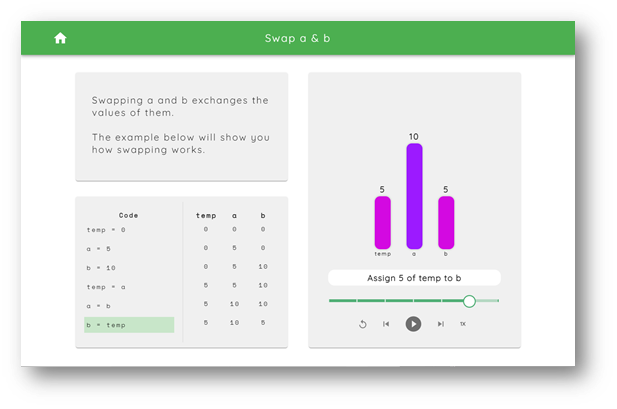 Swap a & b
Swapping a and b exchanges the
values of them.
The example below will show you
how swapping works.
Code temp a b
temp = 0 0 0 0
a = 5 0 5 0
b = 10 0 5 10
temp = a 5 5 10
a = b 5 10 10
b = temp 5 10 5
10
5 5
temp a b
Assign 5 of temp to b
1X